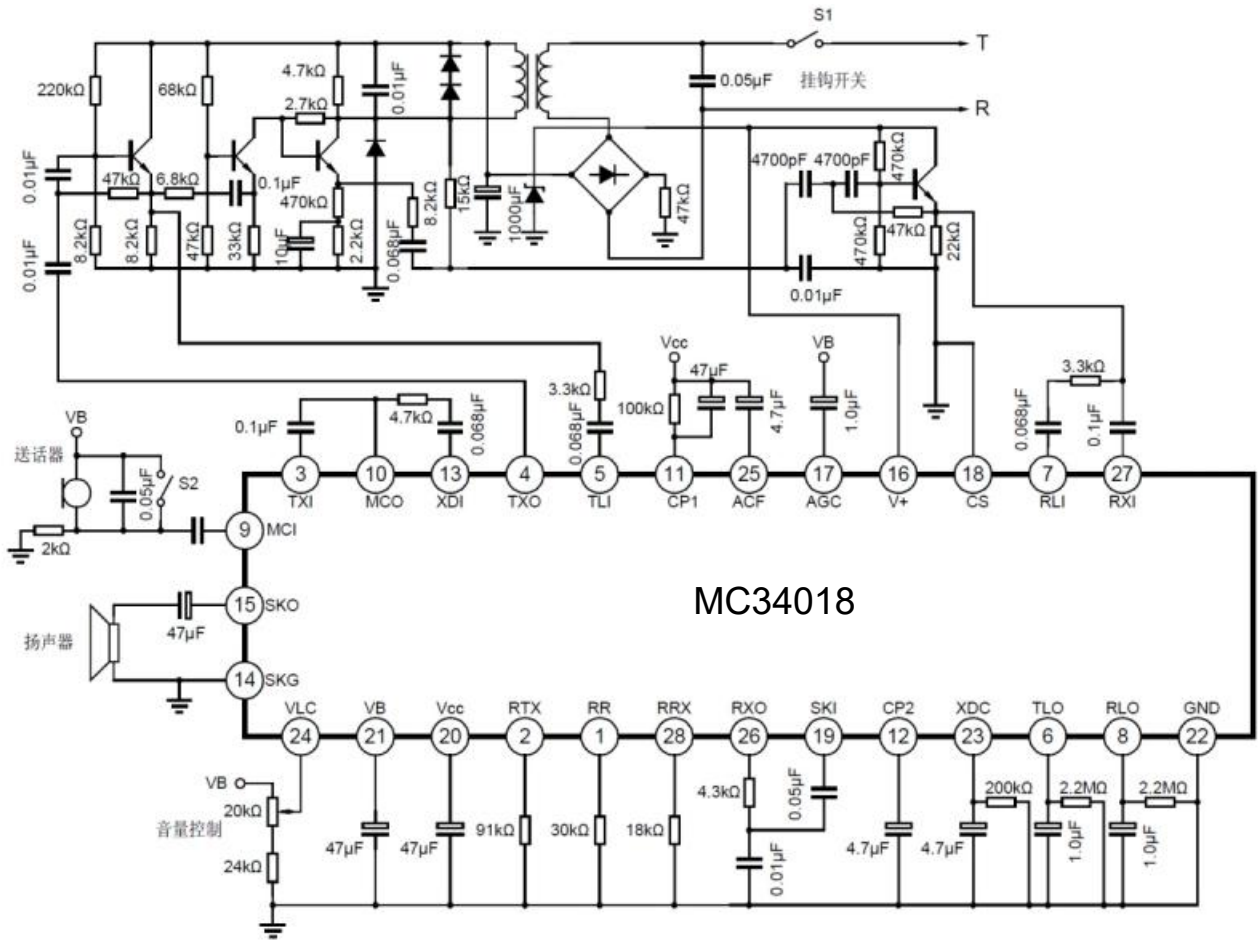 S1
T
0.05μF
挂钩开关
R
220kΩ
68kΩ
4.7kΩ
2.7kΩ
0.01μF
0.01μF
47kΩ
6.8kΩ
0.1μF
470kΩ
8.2kΩ
15kΩ
1000μF
47kΩ
4700pF
4700pF
470kΩ
47kΩ
0.01μF
8.2kΩ
8.2kΩ
47kΩ
33kΩ
10μF
2.2kΩ
0.068μF
470kΩ
22kΩ
0.01μF
Vcc
VB
47μF
3.3kΩ
100kΩ
4.7μF
1.0μF
3.3kΩ
0.1μF
4.7kΩ
0.068μF
0.068μF
0.068μF
0.1μF
VB
送话器
0.05μF
S2
2kΩ
3
10
13
4
5
11
25
17
16
18
7
27
TXI
MCO
XDI
TXO
TLI
CP1
ACF
AGC
V+
CS
RLI
RXI
9
MCI
MC34018
15
SKO
47μF
扬声器
14
SKG
VLC
VB
Vcc
RTX
RR
RRX
RXO
SKI
CP2
XDC
TLO
RLO
GND
24
21
20
2
1
28
26
19
12
23
6
8
22
VB
20kΩ
音量控制
24kΩ
47μF
47μF
91kΩ
30kΩ
18kΩ
4.3kΩ
0.05μF
0.01μF
4.7μF
4.7μF
200kΩ
2.2MΩ
1.0μF
2.2MΩ
1.0μF